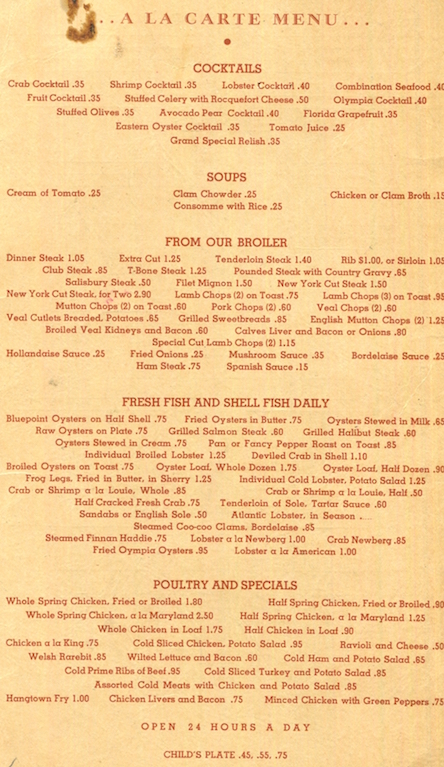 ...A LA CARTE MENU...
COCKTAILS
Crab Cocktail .35 Shrimp Cocktail .35 Lobster Cocktail .40 Combination Seafood .40
Fruit Cocktail .35 Stuffed Celery with Rocquefort Cheese .50 Olympia Cocktail .40
Stuffed Olives .35 Avocado Pear Cocktail .40 Florida Grapefruit .35
Eastern Oyster Cocktail .35 Tomato Juice .25
Grand Special Relish .35
SOUPS
Cream of Tomato .25 Clam Chowder .25 Chicken or Clam Broth .15
Consomme with Rice .25
FROM OUR BROILER
Dinner Steak 1.05 Extra Cut 1.25 Tenderloin Steak 1.40 Rib $1.00, or Sirloin 1.05
Club Steak .85 T-Bone Steak 1.25 Pounded Steak with Country Gravy .65
Salisbury Steak .50 Filet Mignon 1.50 New York Cut Steak 1.50
New York Cut Steak, for Two 2.90 Lamb Chops (2) on Toast .75 Lamb Chops (3) on Toast .95
Mutton Chops (2) on Toast .60 Pork Chops (2) .60 Veal Chops (2) .60
Veal Cutlets Breaded, Potatoes .65 Grilled Sweetbreads .85 English Mutton Chops (2) 1.25
Broiled Veal Kidneys and Bacon .60 Calves Liver and Bacon or Onions .80
Special Cut Lamb Chops (2) 1.15
Hollandaise Sauce .25 Fried Onions .25 Mushroom Sauce .35 Bordelaise Sauce .25
Ham Steak .75 Spanish Sauce .15
FRESH FISH AND SHELL FISH DAILY
Bluepoint Oysters on Half Shell .75 Fried Oysters in Butter .75 Oysters Stewed in Milk .65
Raw Oysters on Plate .75 Grilled Salmon Steak .60 Grilled Halibut Steak .60
Oysters Stewed in Cream .75 Pan or Fancy Pepper Roast on Toast .85
Individual Broiled Lobster 1.25 Deviled Crab in Shell 1.10
Broiled Oysters on Toast .75 Oyster Loaf, Whole Dozen 1.75 Oyster Loaf, Half Dozen .90
Frog Legs, Fried in Butter, in Sherry 1.25 Individual Cold Lobster, Potato Salad 1.25
Crab or Shrimp a la Louie, Whole .85 Crab or Shrimp a la Louie, Half .50
Half Cracked Fresh Crab .75 Tenderloin of Sole, Tartar Sauce .60
Sandabs or English Sole .50 Atlantic Lobster, in Season .
Steamed Coo-coo Clams, Bordelaise .85
Steamed Finnan Haddie .75 Lobster a la Newberg 1.00 Crab Newberg .85
Fried Oympia Oysters .95 Lobster a la American 1.00
POULTRY AND SPECIALS
Whole Spring Chicken, Fried or Broiled 1.80 Half Spring Chicken, Fried or Broiled .90
Whole Spring Chicken, a la Maryland 2.50 Half Spring Chicken, a la Maryland 1.25
Whole Chicken in Loaf 1.75 Half Chicken in Loaf .90
Chicken a la King .75 Cold Sliced Chicken, Potato Salad .95 Ravioli and Cheese .50
Welsh Rarebit .85 Wilted Lettuce and Bacon .60 Cold Ham and Potato Salad .65
Cold Prime Ribs of Beef .95 Cold Sliced Turkey and Potato Salad .85
Assorted Cold Meats with Chicken and Potato Salad .85
Hangtown Fry 1.00 Chicken Livers and Bacon .75 Minced Chicken with Green Peppers .75
OPEN 24 HOURS A DAY
CHILD'S PLATE .45, .55, .75